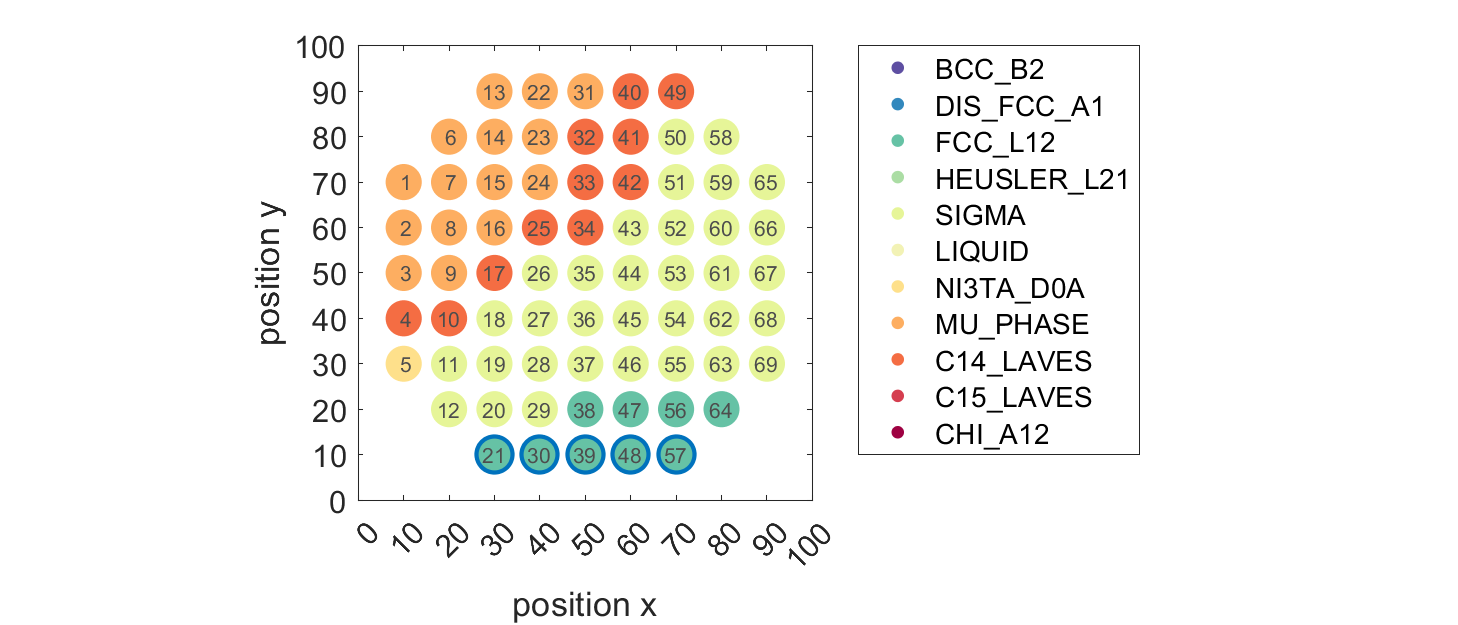 100
90
80
70
60
50
40
30
20
10
0
position y
13 22 31 40 49
6 14 23 32 41 50 58
1 7 15 24 33 42 51 59 65
2 8 16 25 34 43 52 60 66
3 9 17 26 35 44 53 61 67
4 10 18 27 36 45 54 62 68
5 11 19 28 37 46 55 63 69
12 20 29 38 47 56 64
21 30 39 48 57
0 10 20 30 40 50 60 70 80 90 100
position x
BCC_B2
DIS_FCC_A1
FCC_L12
HEUSLER_L21
SIGMA
LIQUID
NI3TA_D0A
MU_PHASE
C14_LAVES
C15_LAVES
CHI_A12